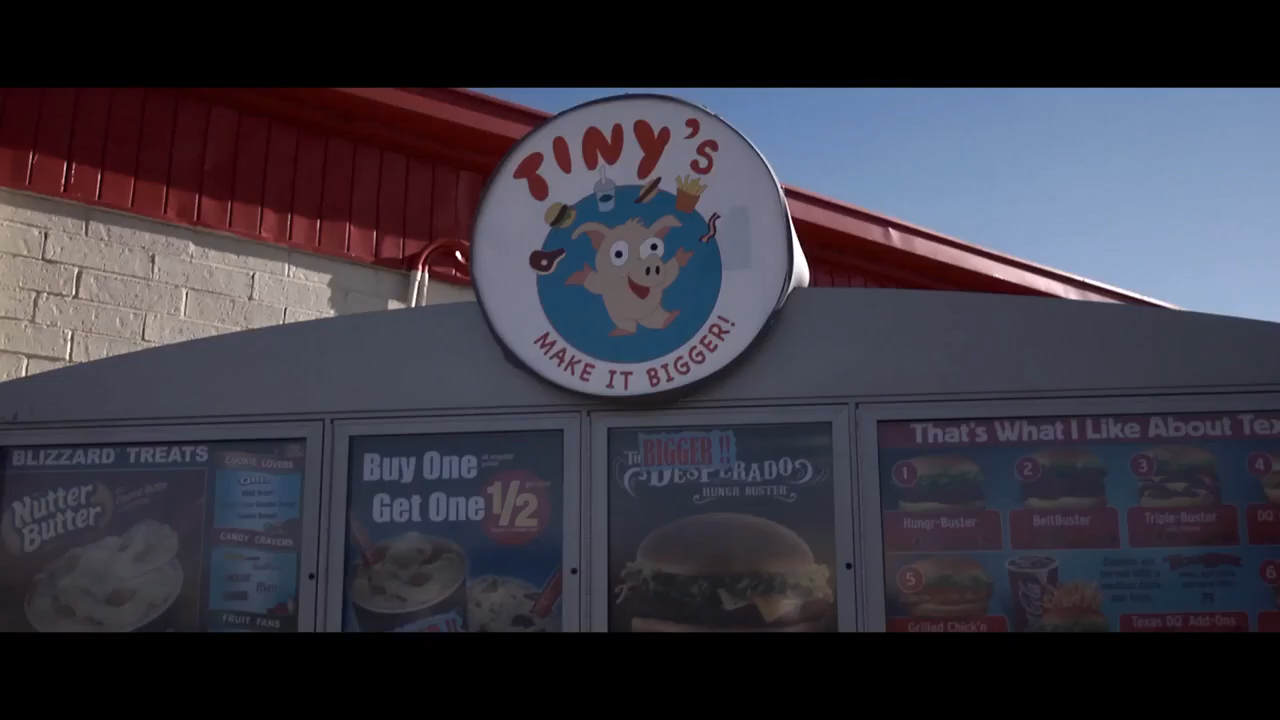 TINY'S
MAKE IT BIGGER!
BLIZZARD TREATS
Nutter
Butter
COOKIE LOVERS
CANDY CRAVERS
FRUIT FANS
Buy One
Get One 1/2
BIGGER !!
DESPERADO
HUNGR BUSTER
That's What I Like About Tex
1
2
3
4
Hungr-Buster
BeltBuster
Triple-Buster
DQ
5
6
Grilled Chick'n
Texas DQ Add-Ons